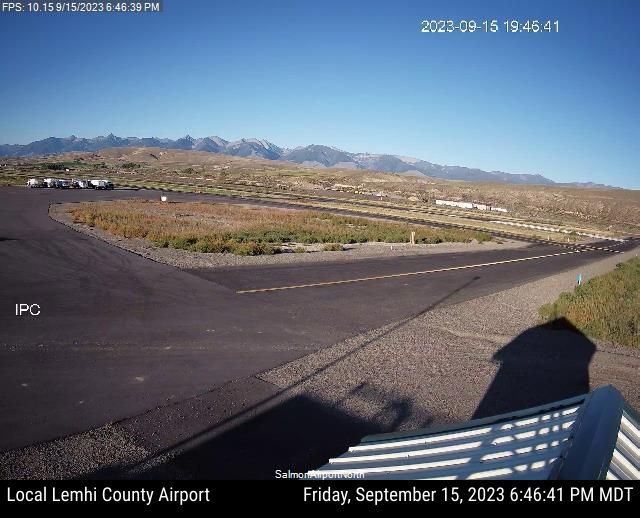 FPS: 10.15 9/15/2023 6:46:39 PM
2023-09-15 19:46:41
IPC
SalmonAirportNorth
Local Lemhi County Airport
Friday, September 15, 2023 6:46:41 PM MDT